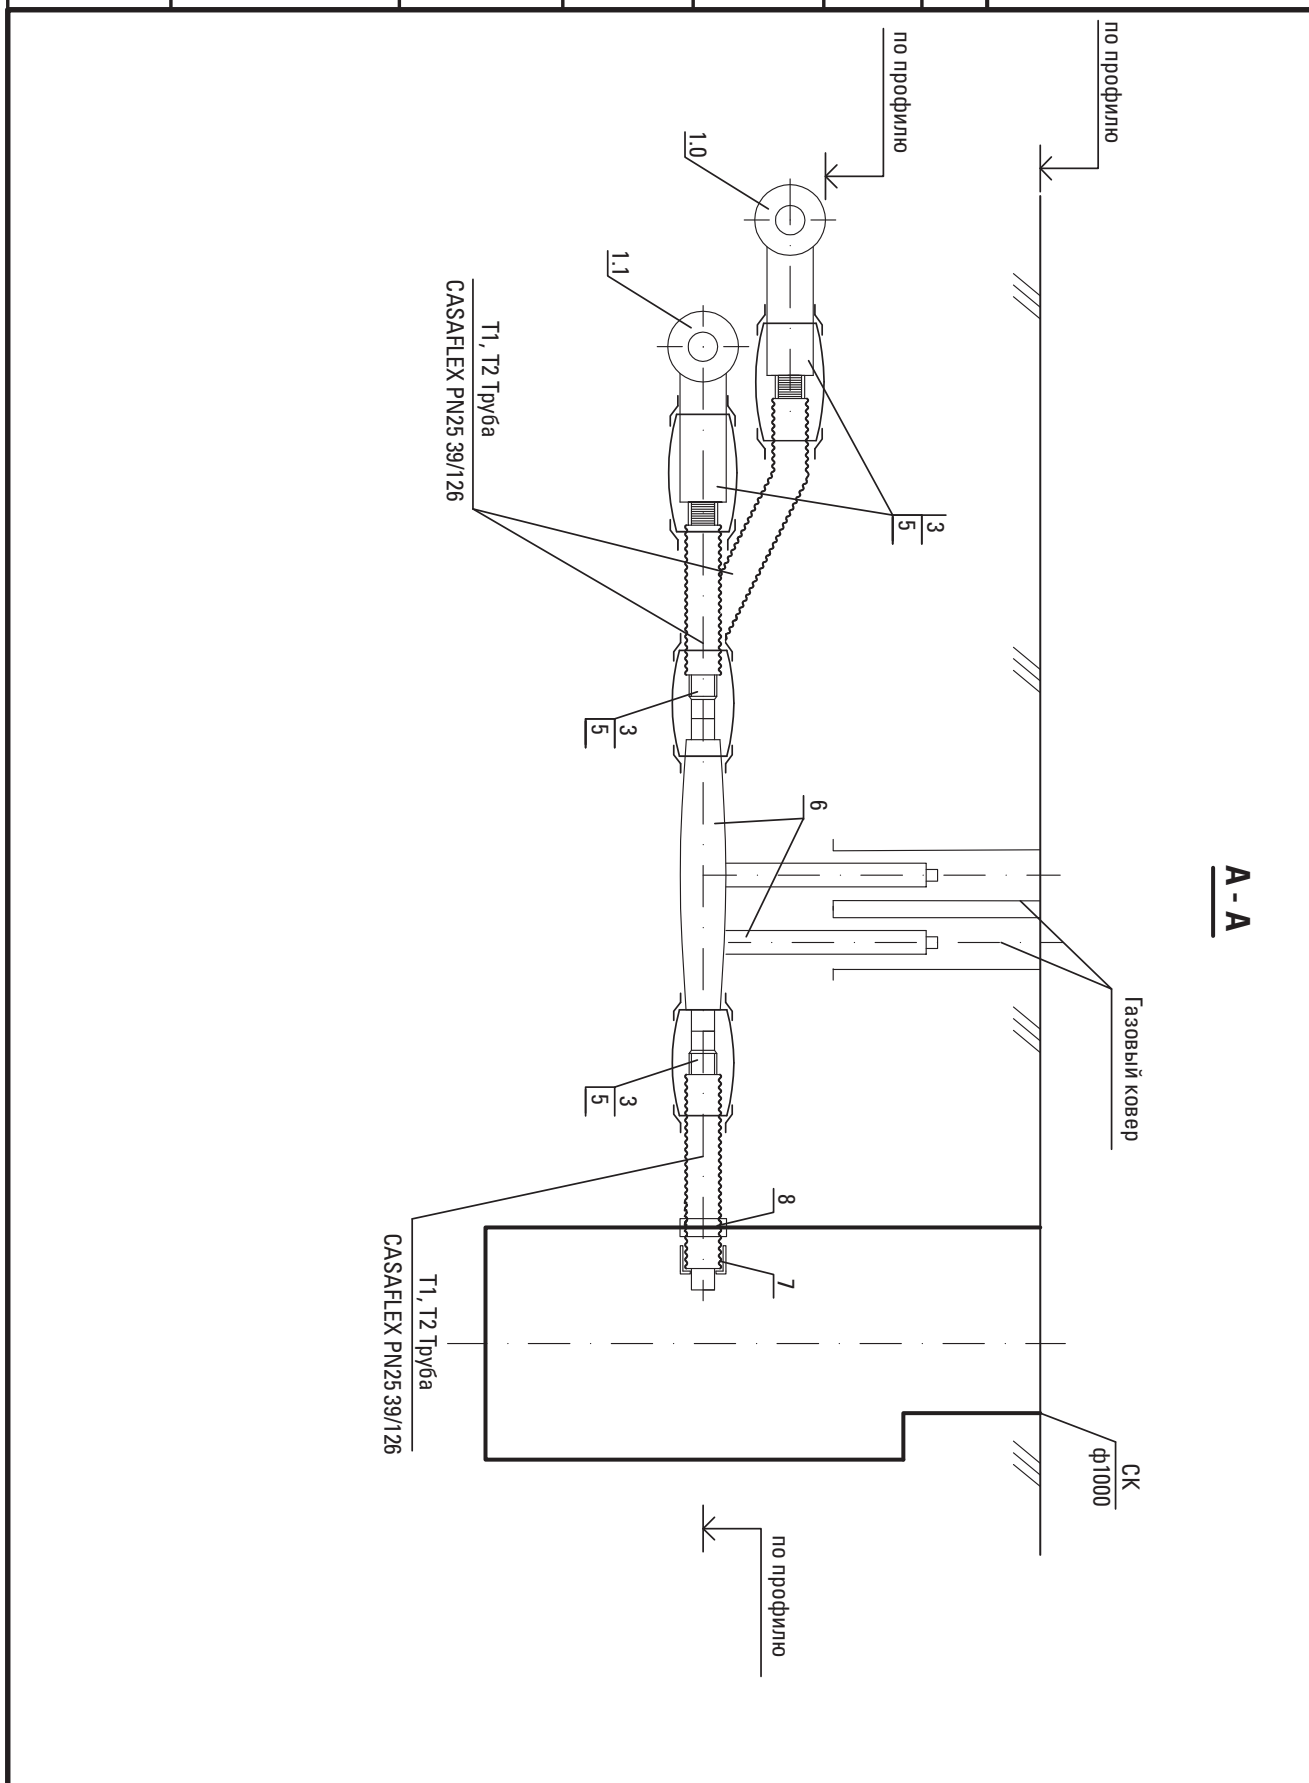 А - А
по профилю
по профилю
1.0
1.1
Т1, Т2 Труба
CASAFLEX PN25 39/126
3
5
3
5
6
Газовый ковер
3
5
8
7
Т1, Т2 Труба
CASAFLEX PN25 39/126
СК
ф1000
по профилю